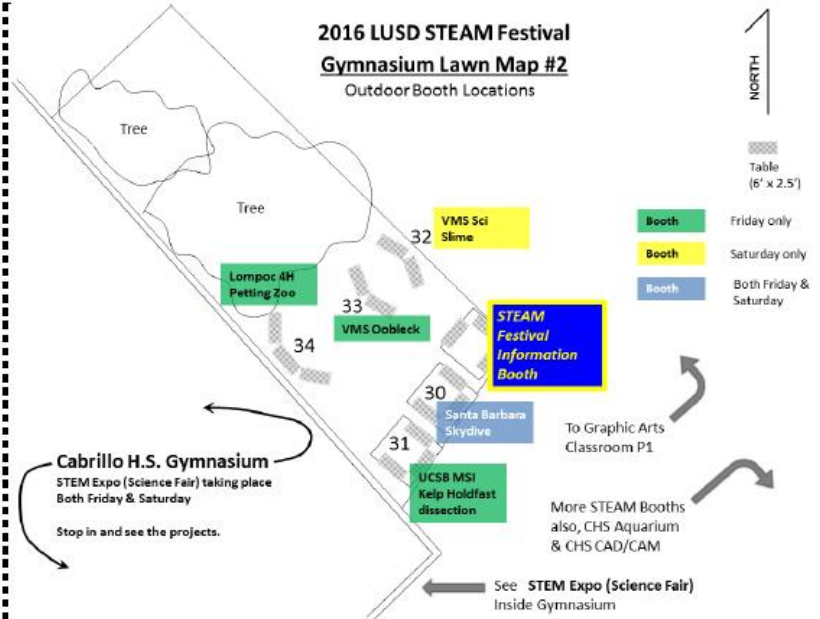 2016 LUSD STEAM Festival
Gymnasium Lawn Map #2
Outdoor Booth Locations
NORTH
Tree
Tree
Table
(6' x 2.5')
Booth
Friday only
Booth
Saturday only
Booth
Both Friday &
Saturday
32
VMS Sci
Slime
Lompoc 4H
Petting Zoo
33
VMS Oobleck
34
STEAM
Festival
Information
Booth
30
Santa Barbara
Skydive
31
UCSB MSI
Kelp Holdfast
dissection
To Graphic Arts
Classroom P1
Cabrillo H.S. Gymnasium
STEM Expo (Science Fair) taking place
Both Friday & Saturday
Stop in and see the projects.
More STEAM Booths
also, CHS Aquarium
& CHS CAD/CAM
See STEM Expo (Science Fair)
Inside Gymnasium